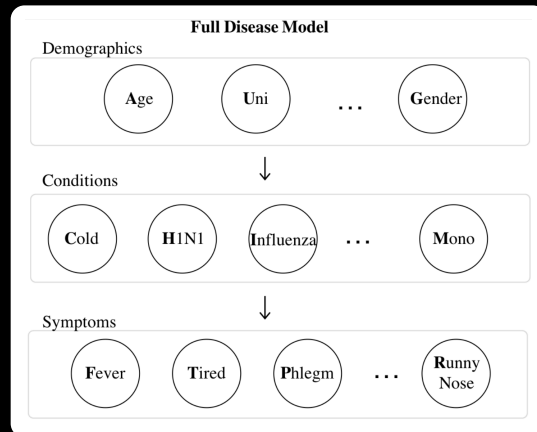 Full Disease Model
Demographics
Age Uni ... Gender
Conditions
Cold H1N1 Influenza ... Mono
Symptoms
Fever Tired Phlegm ... Runny
Nose